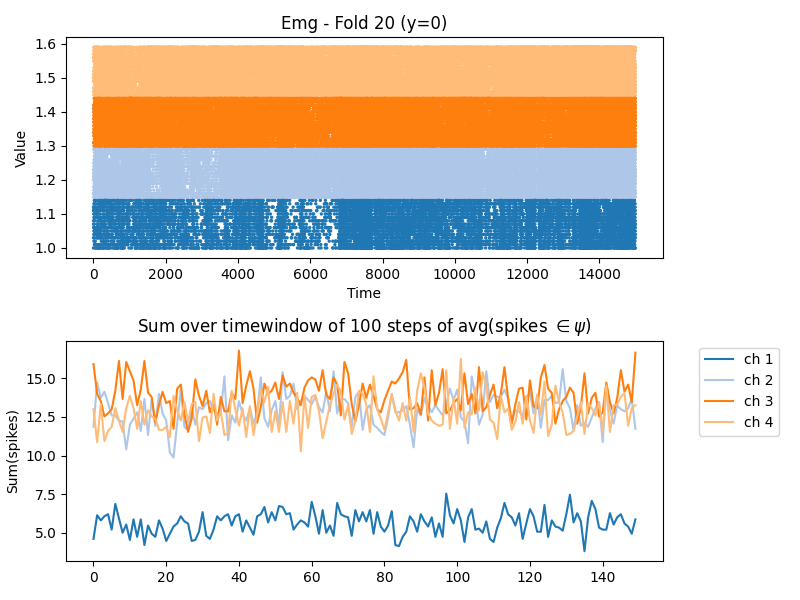 Emg - Fold 20 (y=0)
1.6
1.5
1.4
1.3
1.2
1.1
1.0
Value
0 2000 4000 6000 8000 10000 12000 14000
Time
Sum over timewindow of 100 steps of avg(spikes ∈ ψ)
15.0
12.5
10.0
7.5
5.0
Sum(spikes)
0 20 40 60 80 100 120 140
ch 1
ch 2
ch 3
ch 4